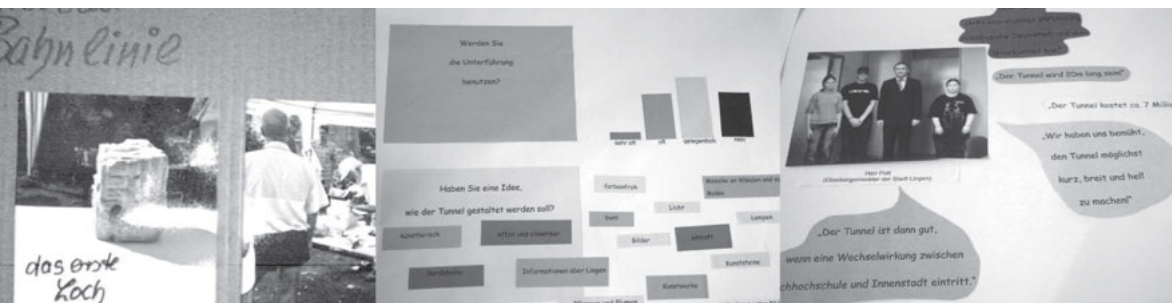 Bahnlinie
das erste
Loch
Werden Sie
die Unterführung
benutzen?
sehr oft
oft
gelegentlich
nein
Haben Sie eine Idee,
wie der Tunnel gestaltet werden soll?
Künstlerisch
offen und einsehbar
Informationen über Lingen
Farbenfroh
bunt
Licht
Lampen
Bilder
Kunstwerke
„Der Tunnel wird 20m lang sein!"
„Der Tunnel kostet ca. 7
„Wir haben uns bemüht,
den Tunnel möglichst
kurz, breit und hell
zu machen!"
(Oberbürgermeister der Stadt Lingen)
„Der Tunnel ist dann gut,
wenn eine Wechselwirkung zwischen
chhochschule und Innenstadt eintritt."